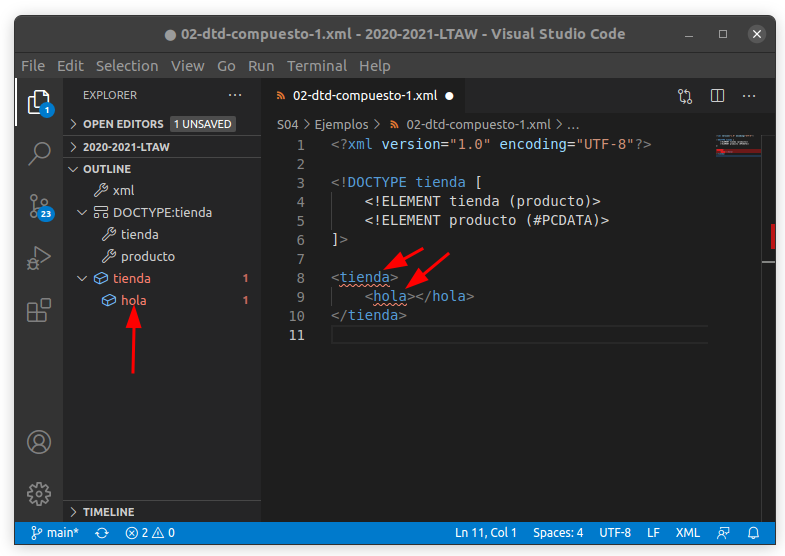 02-dtd-compuesto-1.xml - 2020-2021-LTAW - Visual Studio Code
File Edit Selection View Go Run Terminal Help
EXPLORER
02-dtd-compuesto-1.xml
1
OPEN EDITORS 1 UNSAVED
S04 > Ejemplos > 02-dtd-compuesto-1.xml > ...
2020-2021-LTAW
OUTLINE
xml
DOCTYPE:tienda
tienda
producto
tienda 1
hola 1
23
1 <?xml version="1.0" encoding="UTF-8"?>
2
3 <!DOCTYPE tienda [
4 <!ELEMENT tienda (producto)>
5 <!ELEMENT producto (#PCDATA)>
6 ]>
7
8 <tienda>
9 <hola></hola>
10 </tienda>
11
TIMELINE
main* 2 0 Ln 11, Col 1 Spaces: 4 UTF-8 LF XML